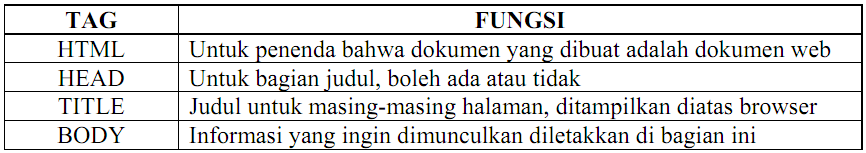 TAG FUNGSI
HTML Untuk penenda bahwa dokumen yang dibuat adalah dokumen web
HEAD Untuk bagian judul, boleh ada atau tidak
TITLE Judul untuk masing-masing halaman, ditampilkan diatas browser
BODY Informasi yang ingin dimunculkan diletakkan di bagian ini